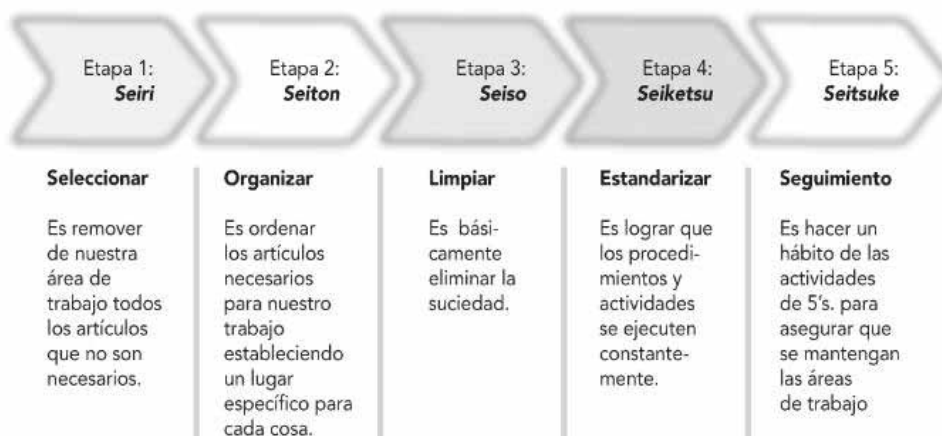 Etapa 1:
Seiri
Etapa 2:
Seiton
Etapa 3:
Seiso
Etapa 4:
Seiketsu
Etapa 5:
Seitsuke
Seleccionar
Es remover
de nuestra
área de
trabajo todos
los artículos
que no son
necesarios.
Organizar
Es ordenar
los artículos
necesarios
para nuestro
trabajo
estableciendo
un lugar
específico para
cada cosa.
Limpiar
Es bási-
camente
eliminar la
suciedad.
Estandarizar
Es lograr que
los procedi-
mientos y
actividades
se ejecuten
constante-
mente.
Seguimiento
Es hacer un
hábito de las
actividades
de 5's. para
asegurar que
se mantengan
las áreas
de trabajo